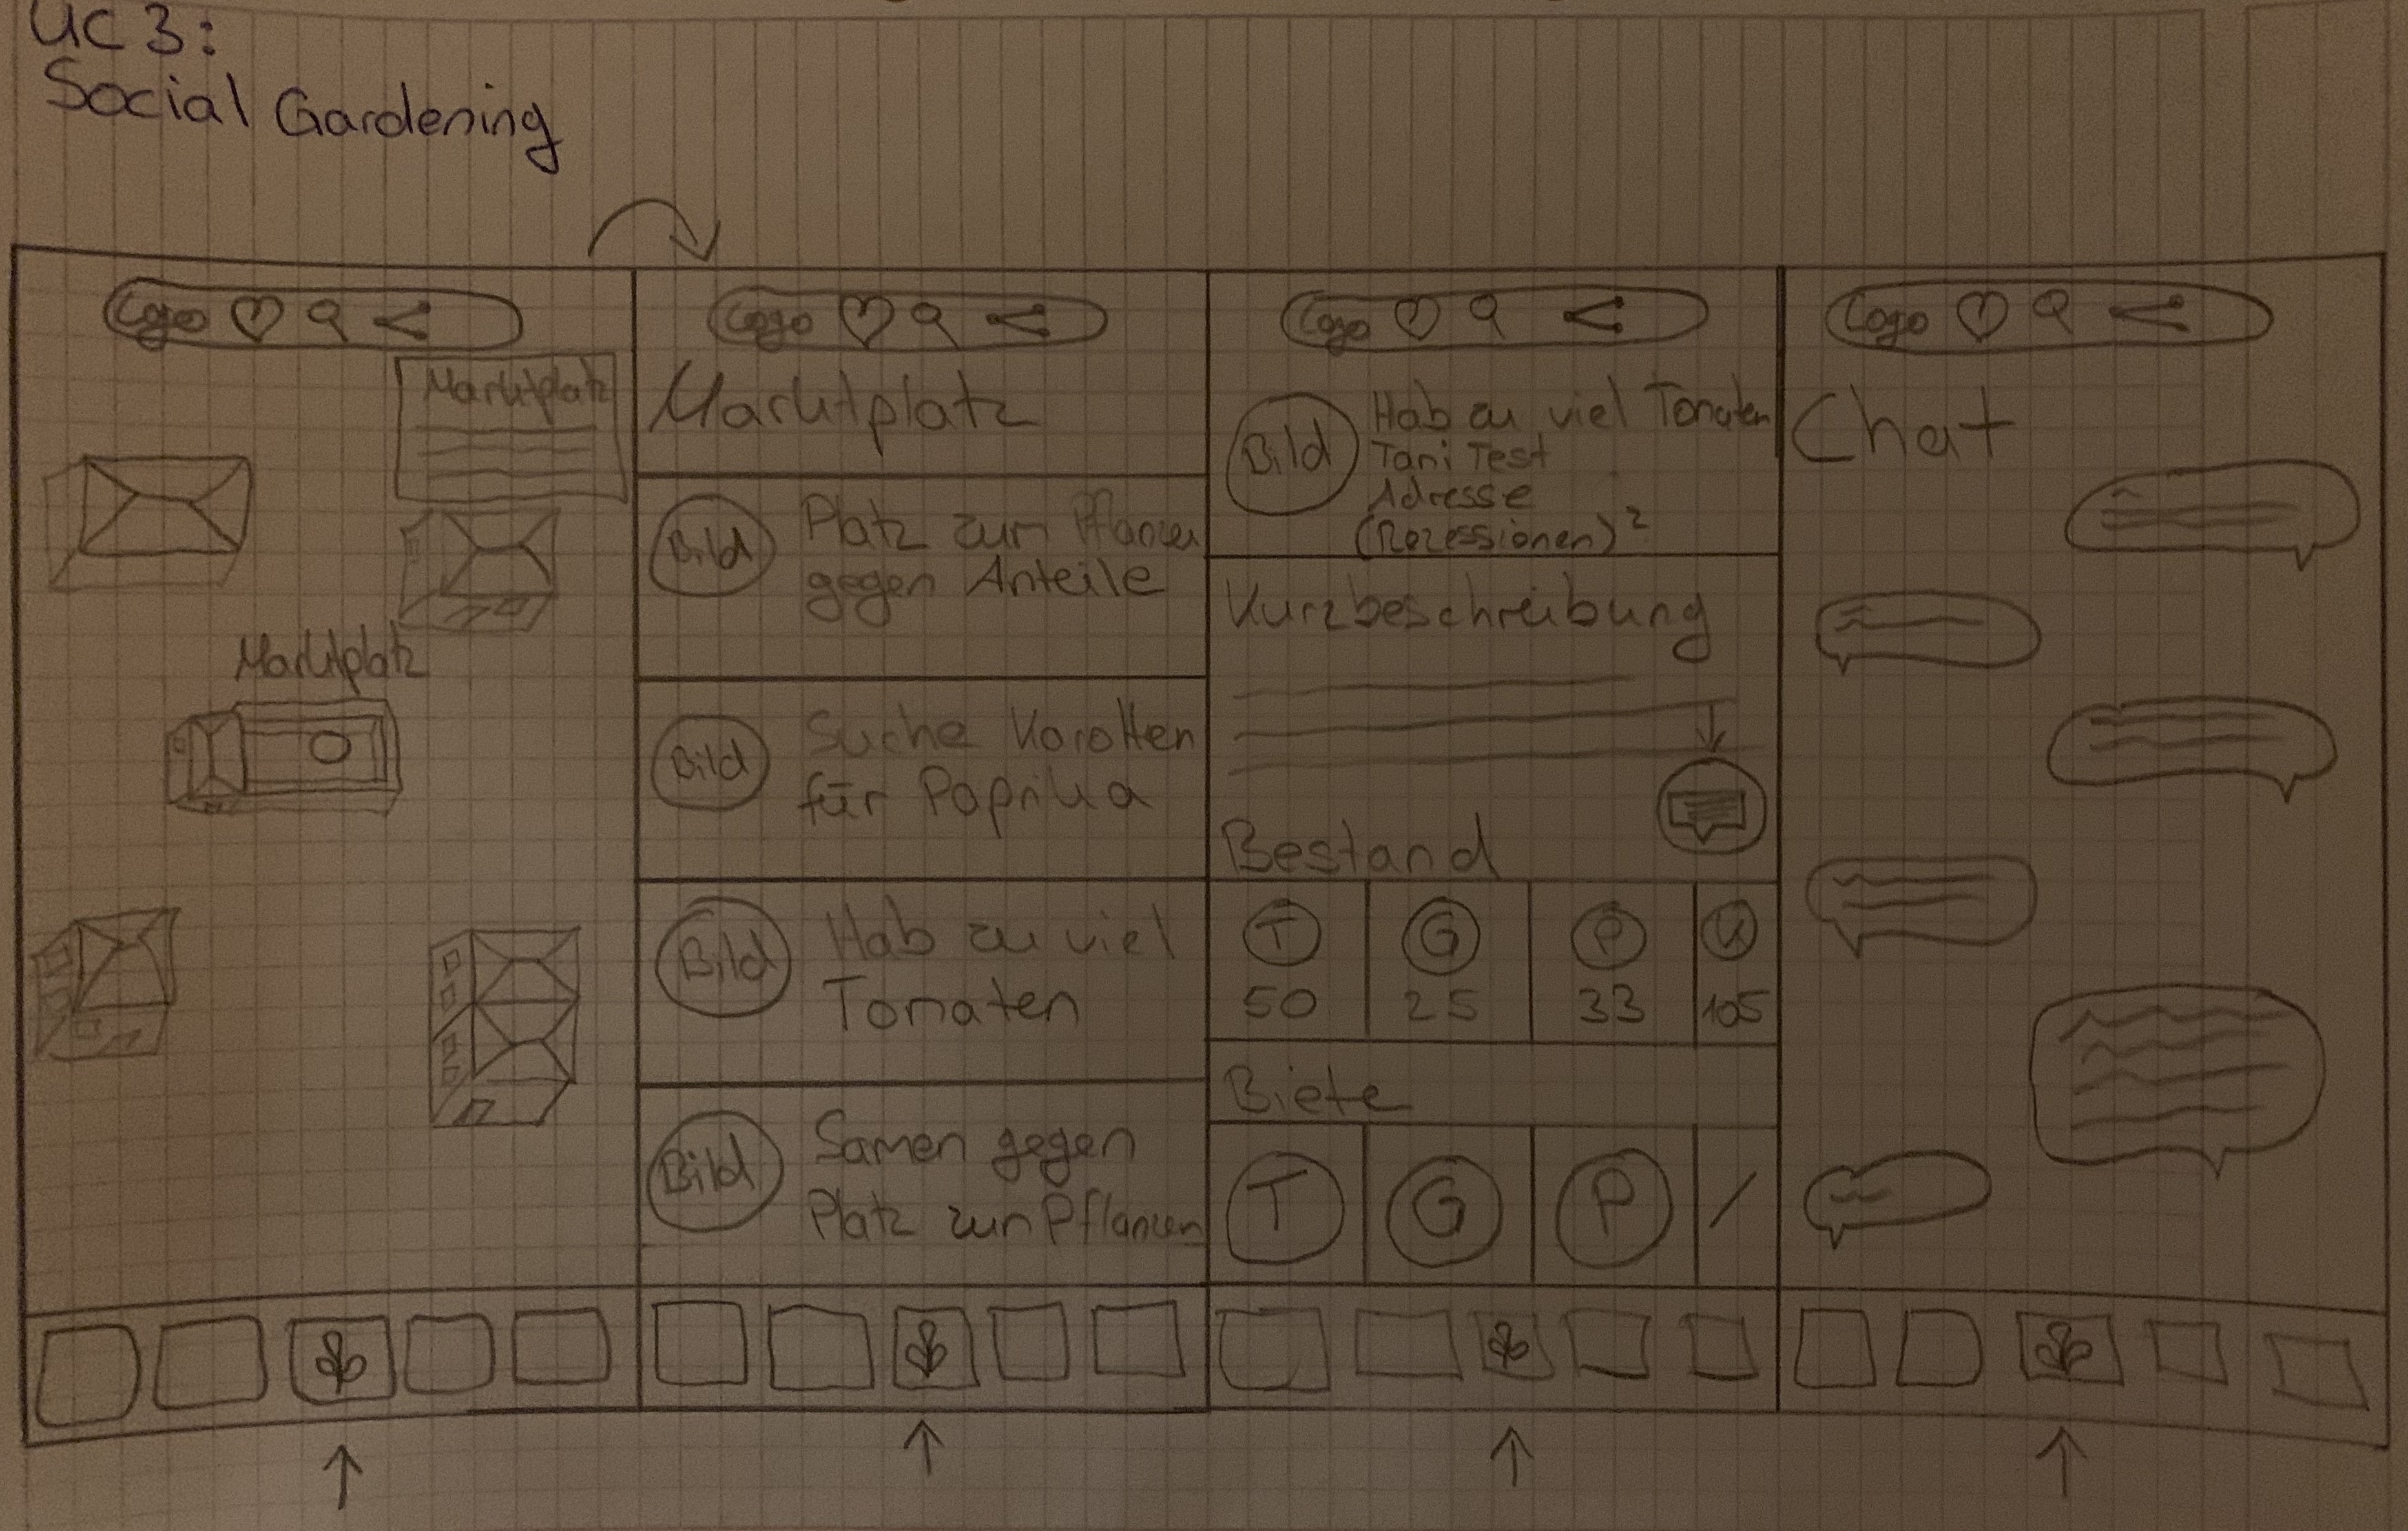 UC 3:
Social Gardening
Logo
Marktplatz
Marktplatz
Logo
Marktplatz
Bild
Platz zum Pflanzen
gegen Anteile
Bild
Suche Karotten
für Paprika
Bild
Hab zu viel
Tomaten
Bild
Samen gegen
Platz zum Pflanzen
Logo
Bild
Hab zu viel Tomaten
Tani Test
Adresse
(Rezessionen)?
Kurzbeschreibung
Bestand
T G P K
50 25 33 105
Biete
T G P /
Logo
Chat